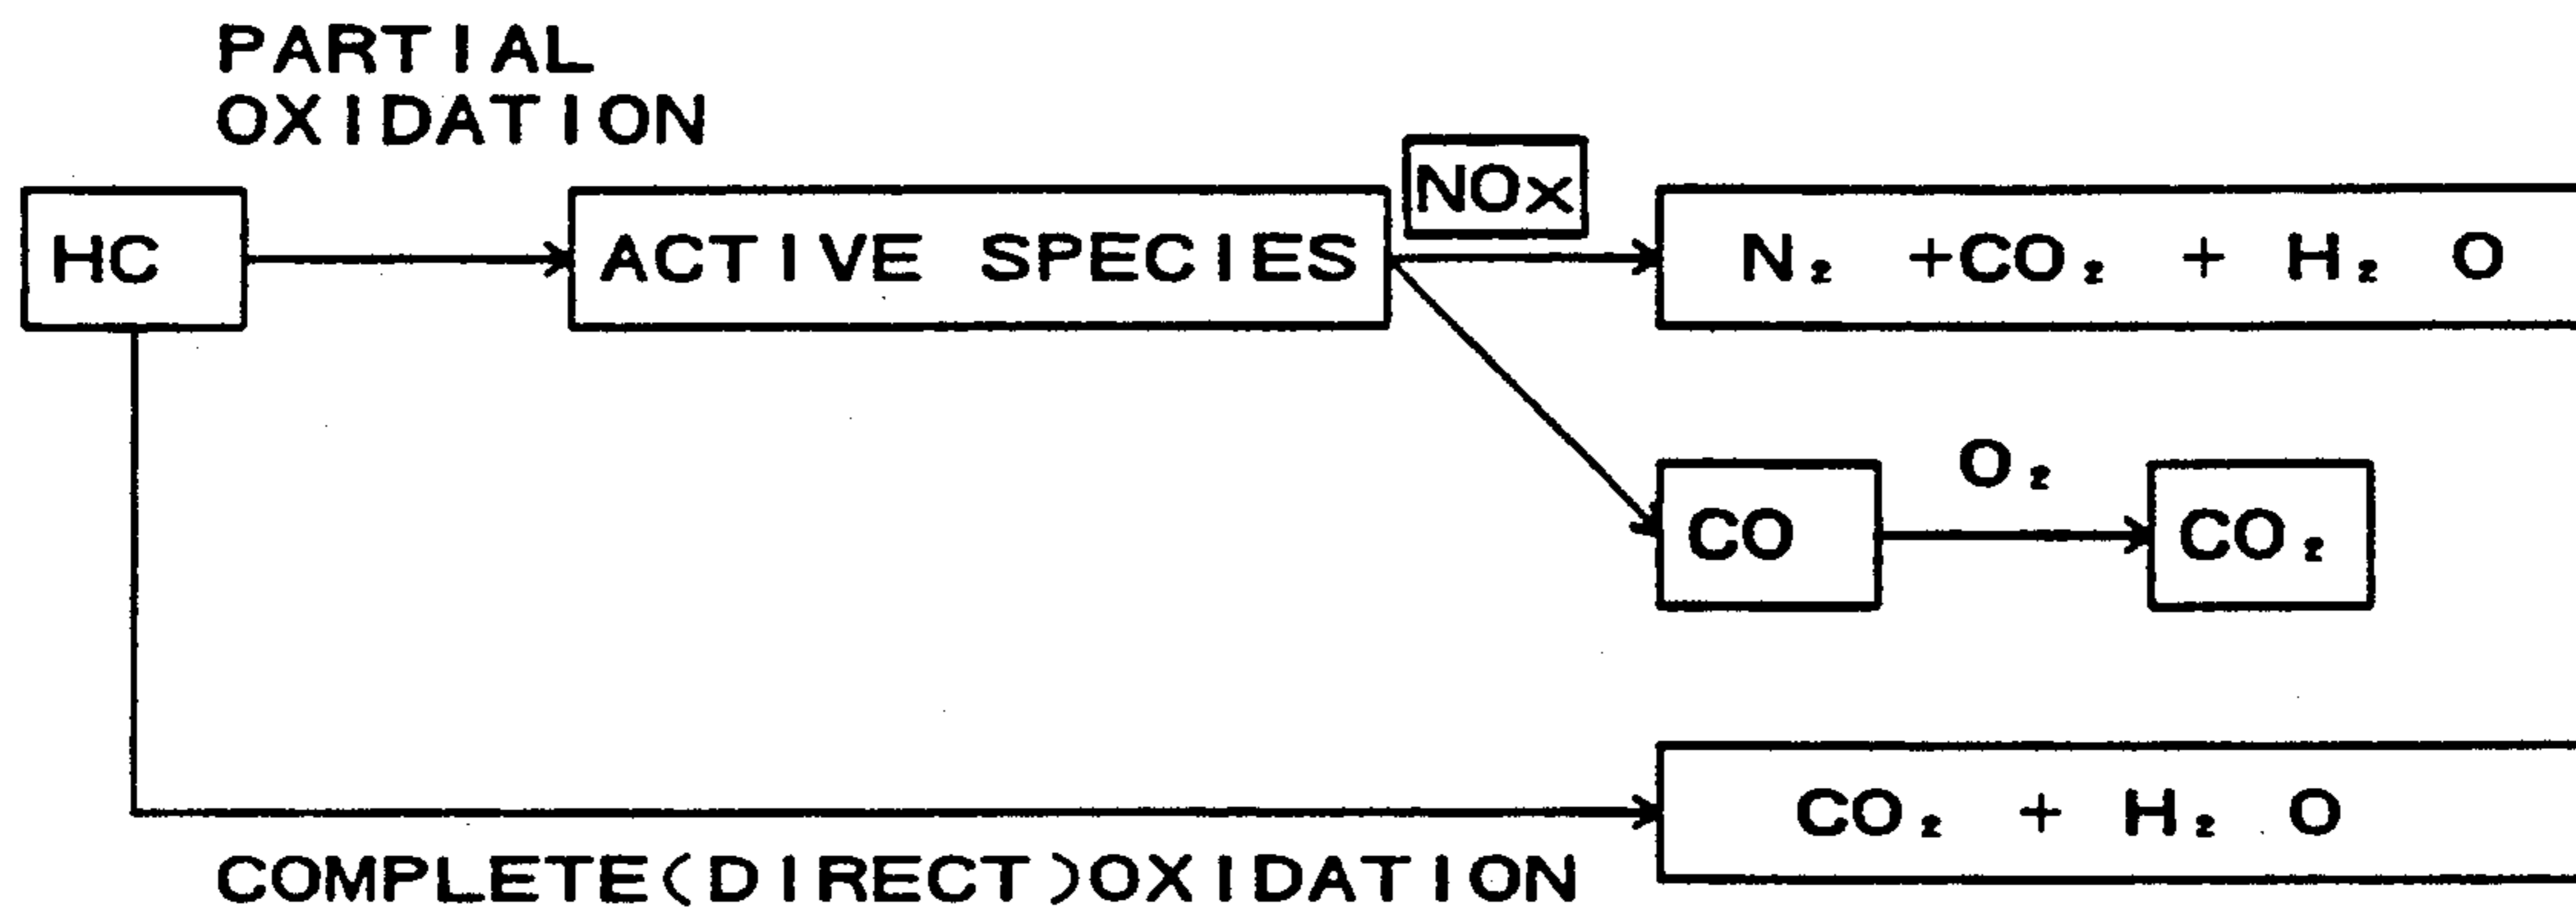 PARTIAL
OXIDATION
NOx
HC
ACTIVE SPECIES
N₂ +CO₂ + H₂ O
O₂
CO
CO₂
CO₂ + H₂ O
COMPLETE(DIRECT)OXIDATION